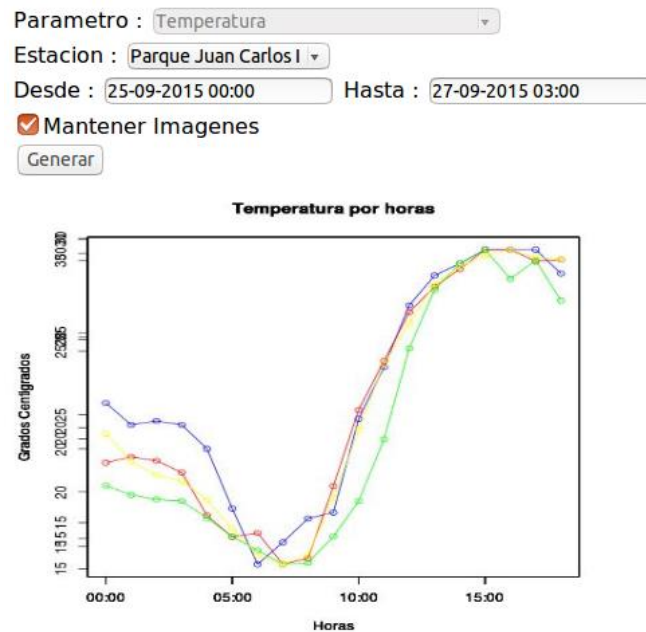 Parametro : Temperatura
Estacion : Parque Juan Carlos I
Desde : 25-09-2015 00:00 Hasta : 27-09-2015 03:00
Mantener Imagenes
Generar
Temperatura por horas
Grados Centigrados
20
15
00:00 05:00 10:00 15:00
Horas